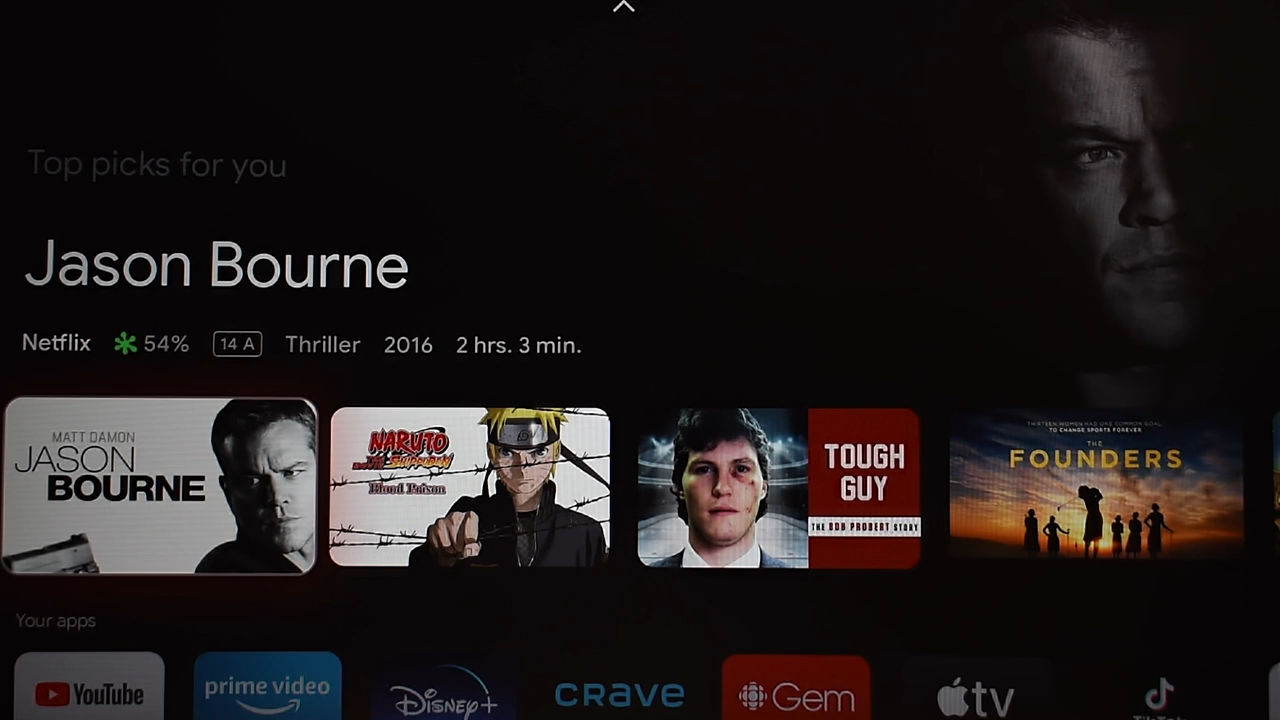 Top picks for you
Jason Bourne
Netflix 54% 14 A Thriller 2016 2 hrs. 3 min.
MATT DAMON
JASON
BOURNE
NARUTO
SHIPPUDEN
Blood Prison
TOUGH
GUY
THE BOB PROBERT STORY
THIRTEEN WOMEN HAD ONE COMMON GOAL
TO CHANGE SPORTS FOREVER
THE
FOUNDERS
Your apps
YouTube
prime video
Disney+
CRAVE
Gem
tv